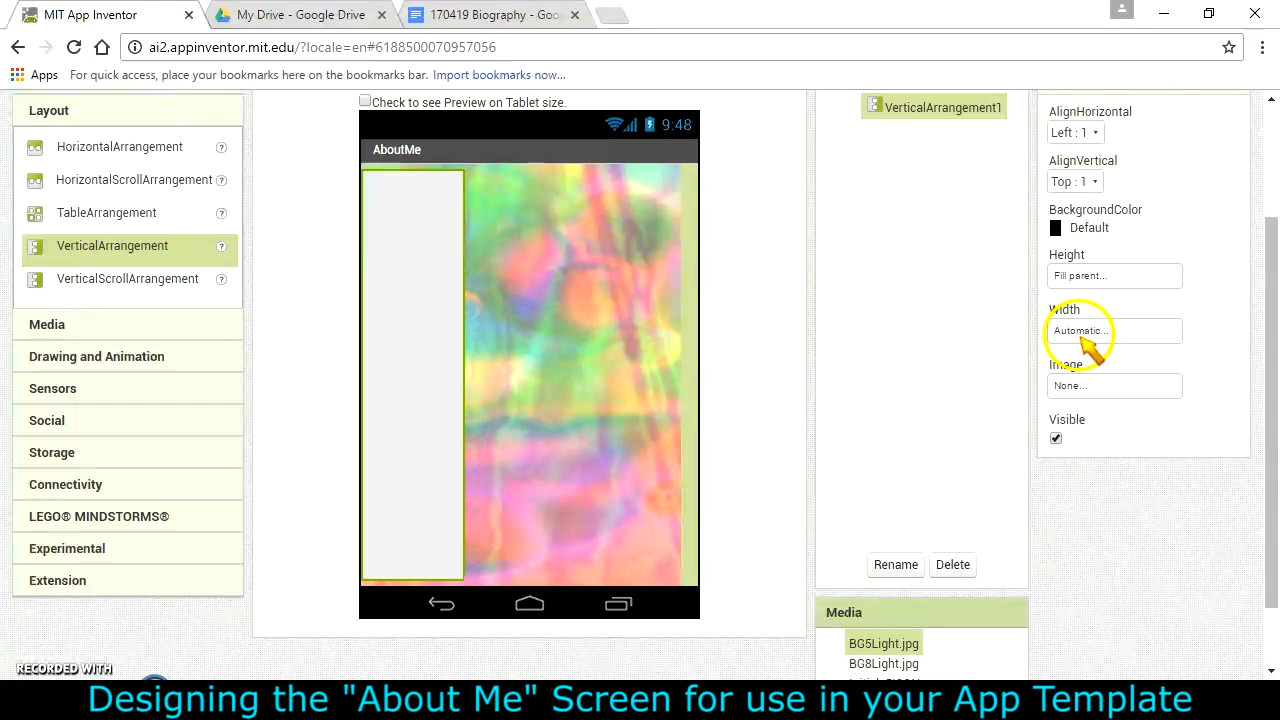 MIT App Inventor
My Drive - Google Drive
170419 Biography - Goo
ai2.appinventor.mit.edu/?locale=en#6188500070957056
Apps
For quick access, place your bookmarks here on the bookmarks bar.
Import bookmarks now...
Layout
HorizontalArrangement
HorizontalScrollArrangement
TableArrangement
VerticalArrangement
VerticalScrollArrangement
Media
Drawing and Animation
Sensors
Social
Storage
Connectivity
LEGO® MINDSTORMS®
Experimental
Extension
RECORDED WITH
Check to see Preview on Tablet size.
9:48
AboutMe
VerticalArrangement1
Rename
Delete
Media
BG5Light.jpg
BG8Light.jpg
AlignHorizontal
Left : 1
AlignVertical
Top : 1
BackgroundColor
Default
Height
Fill parent...
Width
Automatic...
Image
None...
Visible
Designing the "About Me" Screen for use in your App Template